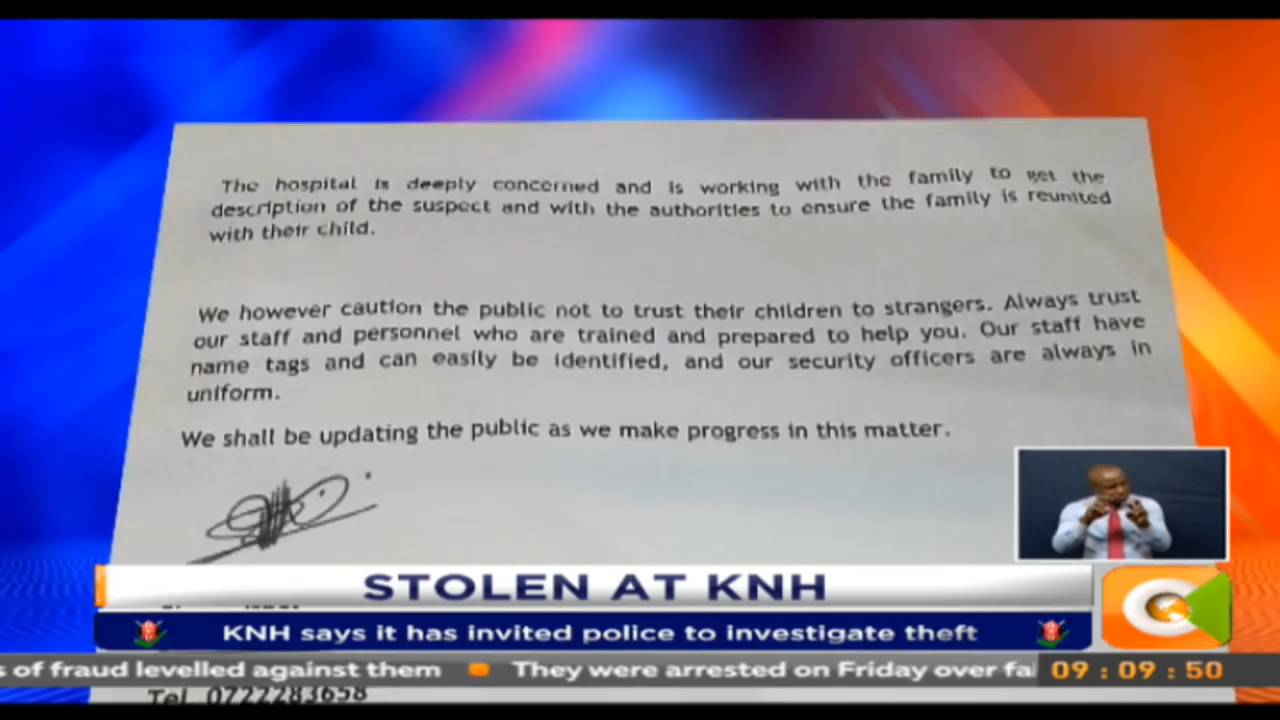 The hospital is deeply concerned and is working with the family to get the
description of the suspect and with the authorities to ensure the family is reunited
with their child.
We however caution the public not to trust their children to strangers. Always trust
our staff and personnel who are trained and prepared to help you. Our staff have
name tags and can easily be identified, and our security officers are always in
uniform.
We shall be updating the public as we make progress in this matter.
STOLEN AT KNH
KNH says it has invited police to investigate theft
s of fraud levelled against them
They were arrested on Friday over fa
09 : 09 : 50
Tel 0722283658